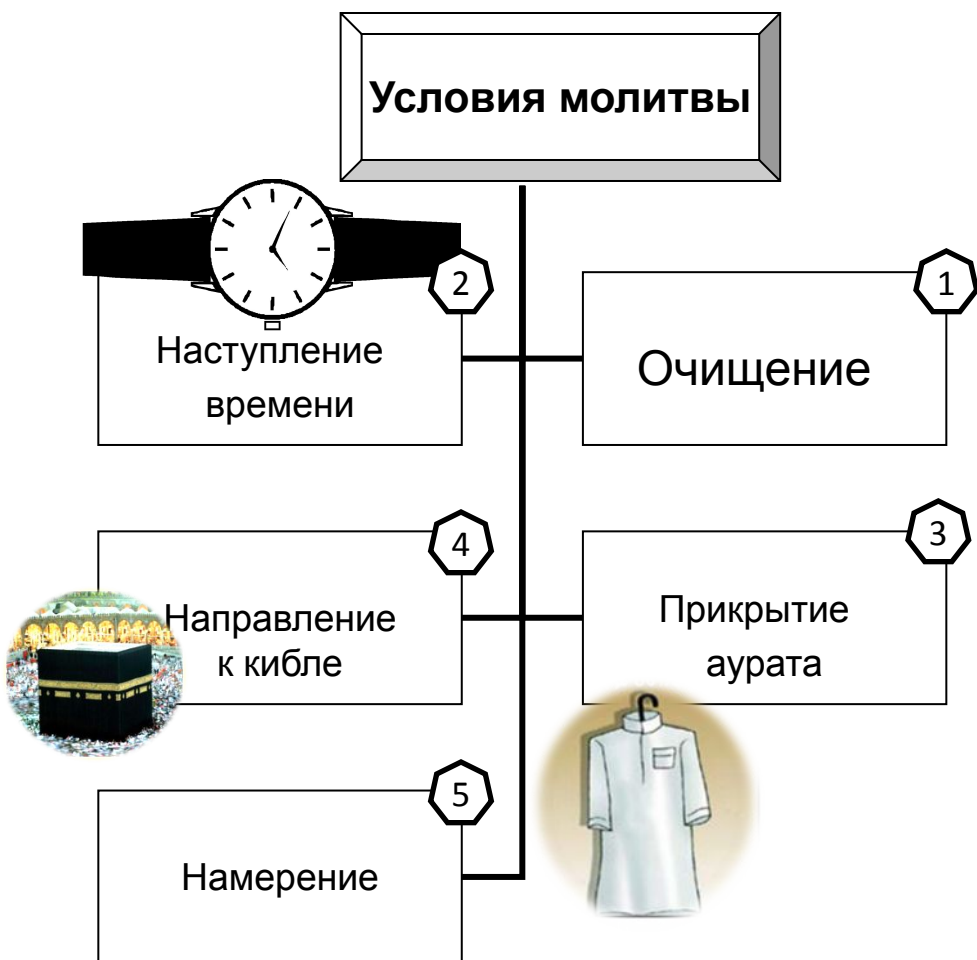 Условия молитвы
1
Очищение
2
Наступление
времени
3
Прикрытие
аурата
4
Направление
к кибле
5
Намерение